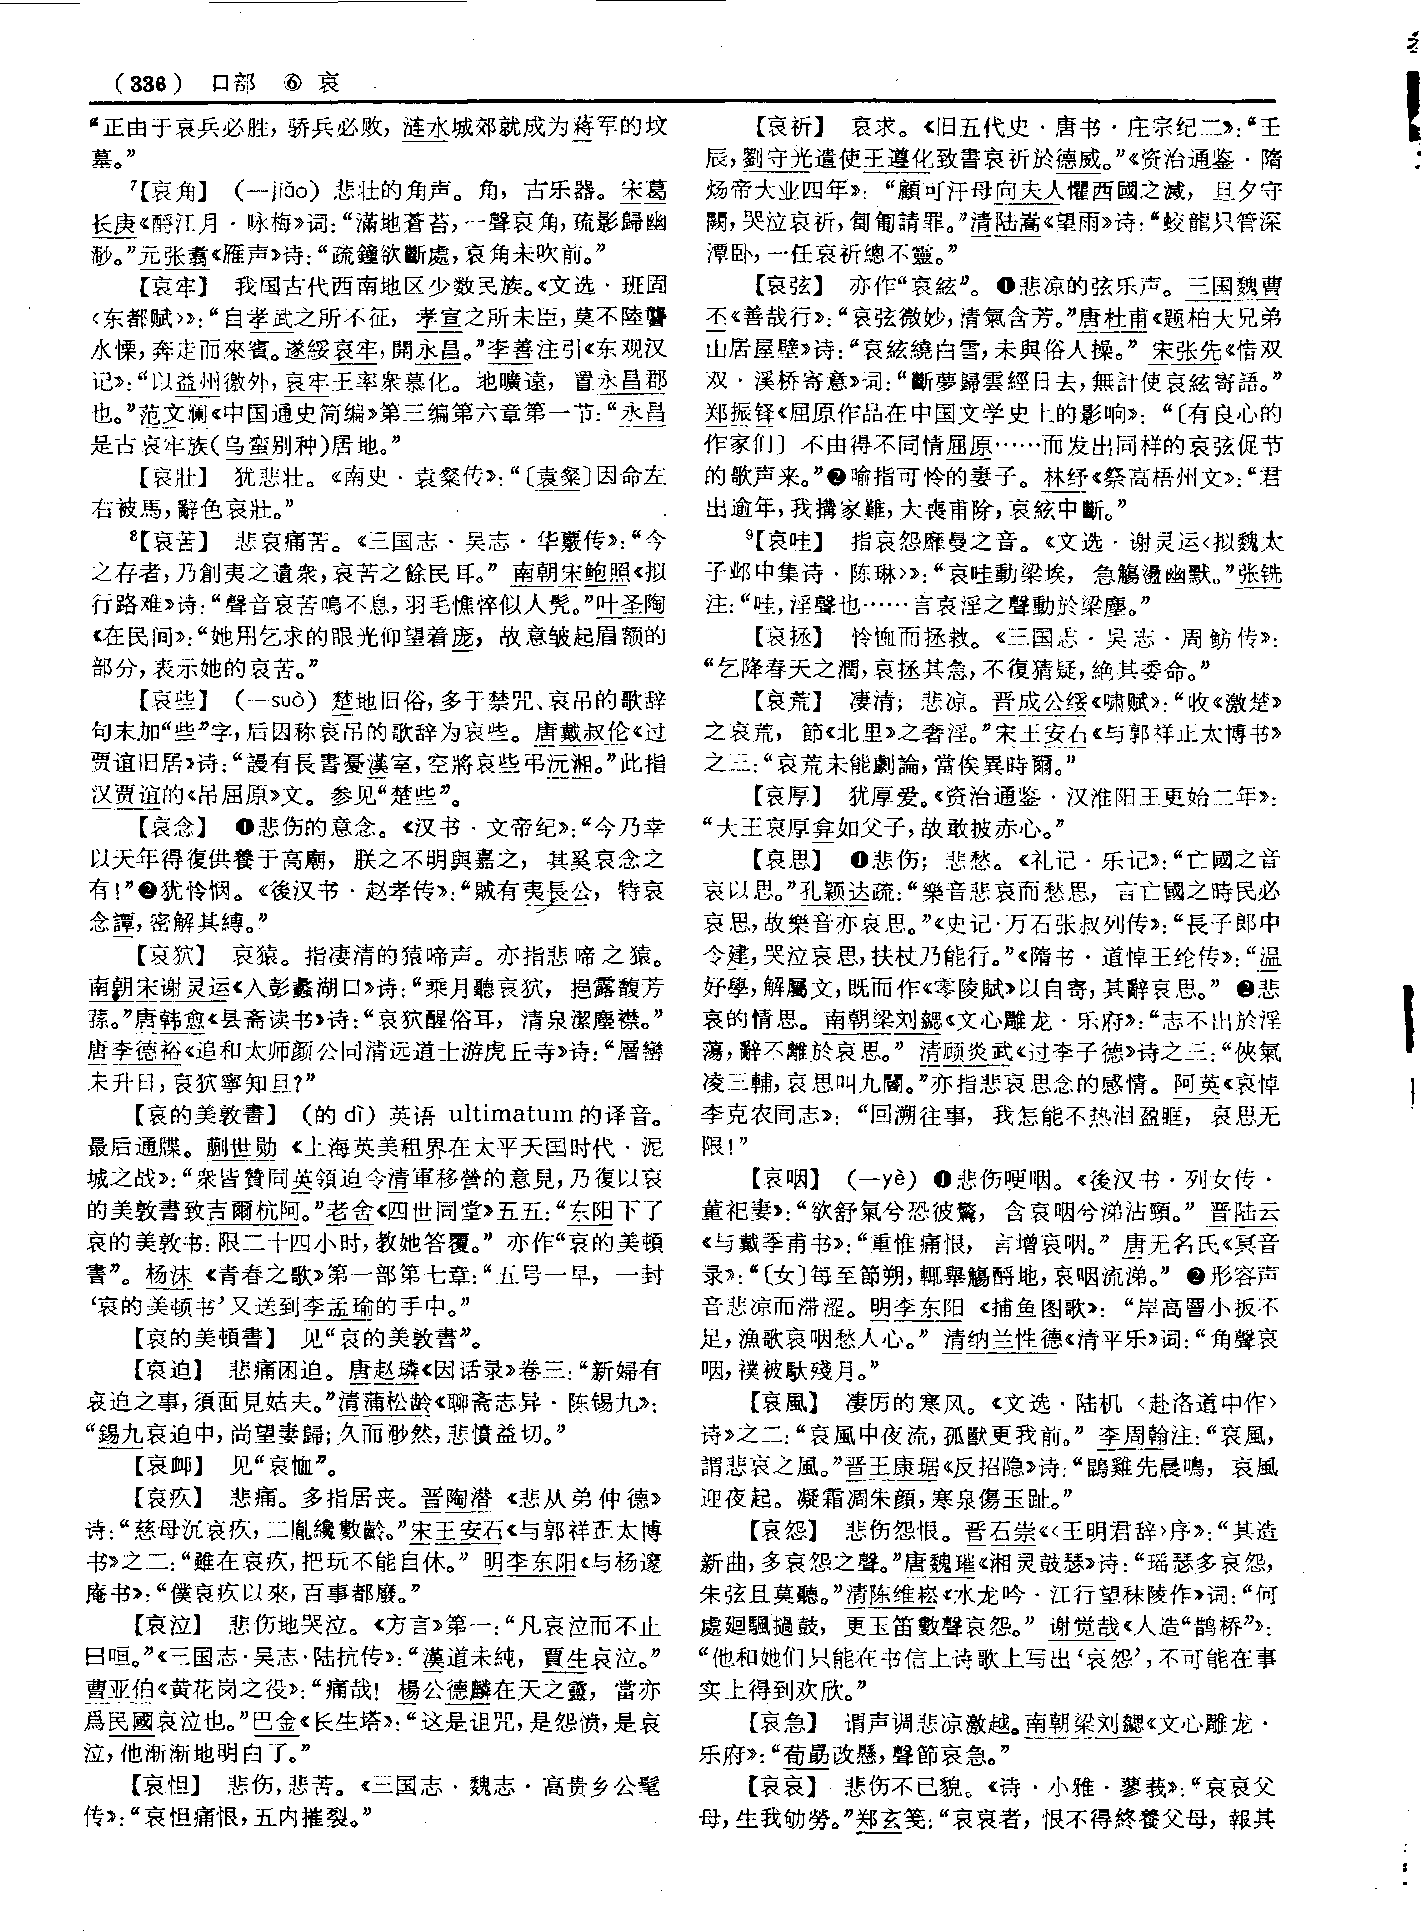 (336) 口部 ⑥ 哀
“正由于哀兵必胜，骄兵必败，涟水城郊就成为蒋军的坟
墓。”
⁷【哀角】 （—jiǎo）悲壮的角声。角，古乐器。宋葛
长庚《酹江月·咏梅》词：“滿地蒼苔，一聲哀角，疏影歸幽
渺。”元张翥《雁声》诗：“疏鐘欲斷處，哀角未吹前。”
【哀牢】 我国古代西南地区少数民族。《文选·班固
〈东都赋〉》：“自孝武之所不征，孝宣之所未臣，莫不陸讋
水慄，奔走而來賓。遂綏哀牢，開永昌。”李善注引《东观汉
记》：“以益州徼外，哀牢王率衆慕化。地曠遠，置永昌郡
也。”范文澜《中国通史简编》第三编第六章第一节：“永昌
是古哀牢族（乌蛮别种）居地。”
【哀壯】 犹悲壮。《南史·袁粲传》：“〔袁粲〕因命左
右被馬，辭色哀壯。”
⁸【哀苦】 悲哀痛苦。《三国志·吴志·华覈传》：“今
之存者，乃創夷之遺衆，哀苦之餘民耳。”南朝宋鲍照《拟
行路难》诗：“聲音哀苦鳴不息，羽毛憔悴似人髡。”叶圣陶
《在民间》：“她用乞求的眼光仰望着庞，故意皱起眉额的
部分，表示她的哀苦。”
【哀些】 （—suò）楚地旧俗，多于禁咒、哀吊的歌辞
句末加“些”字，后因称哀吊的歌辞为哀些。唐戴叔伦《过
贾谊旧居》诗：“謾有長書憂漢室，空將哀些弔沅湘。”此指
汉贾谊的《吊屈原》文。参见“楚些”。
【哀念】 ❶悲伤的意念。《汉书·文帝纪》：“今乃幸
以天年得復供養于高廟，朕之不明與嘉之，其奚哀念之
有！”❷犹怜悯。《後汉书·赵孝传》：“賊有夷長公，特哀
念譚，密解其縛。”
【哀狖】 哀猿。指凄清的猿啼声。亦指悲啼之猿。
南朝宋谢灵运《入彭蠡湖口》诗：“乘月聽哀狖，挹露馥芳
蓀。”唐韩愈《县斋读书》诗：“哀狖醒俗耳，清泉潔塵襟。”
唐李德裕《追和太师颜公同清远道士游虎丘寺》诗：“層巒
未升日，哀狖寧知旦？”
【哀的美敦書】 （的 dì）英语 ultimatum 的译音。
最后通牒。蒯世勋《上海英美租界在太平天国时代·泥
城之战》：“衆皆贊同英領迫令清軍移營的意見，乃復以哀
的美敦書致吉爾杭阿。”老舍《四世同堂》五五：“东阳下了
哀的美敦书：限二十四小时，教她答覆。”亦作“哀的美頓
書”。杨沫《青春之歌》第一部第七章：“五号一早，一封
‘哀的美顿书’又送到李孟瑜的手中。”
【哀的美頓書】 见“哀的美敦書”。
【哀迫】 悲痛困迫。唐赵璘《因话录》卷三：“新婦有
哀迫之事，須面見姑夫。”清蒲松龄《聊斋志异·陈锡九》：
“錫九哀迫中，尚望妻歸；久而渺然，悲憤益切。”
【哀卹】 见“哀恤”。
【哀疚】 悲痛。多指居丧。晋陶潜《悲从弟仲德》
诗：“慈母沉哀疚，二胤纔數齡。”宋王安石《与郭祥正太博
书》之二：“雖在哀疚，把玩不能自休。”明李东阳《与杨邃
庵书》：“僕哀疚以來，百事都廢。”
【哀泣】 悲伤地哭泣。《方言》第一：“凡哀泣而不止
曰咺。”《三国志·吴志·陆抗传》：“漢道未純，賈生哀泣。”
曹亚伯《黄花岗之役》：“痛哉！楊公德麟在天之靈，當亦
爲民國哀泣也。”巴金《长生塔》：“这是诅咒，是怨愤，是哀
泣，他渐渐地明白了。”
【哀怛】 悲伤，悲苦。《三国志·魏志·高贵乡公髦
传》：“哀怛痛恨，五内摧裂。”
【哀祈】 哀求。《旧五代史·唐书·庄宗纪二》：“壬
辰，劉守光遣使王遵化致書哀祈於德威。”《资治通鉴·隋
炀帝大业四年》：“顧可汗母向夫人懼西國之滅，旦夕守
闕，哭泣哀祈，匍匐請罪。”清陆嵩《望雨》诗：“蛟龍只管深
潭卧，一任哀祈總不靈。”
【哀弦】 亦作“哀絃”。❶悲凉的弦乐声。三国魏曹
丕《善哉行》：“哀弦微妙，清氣含芳。”唐杜甫《题柏大兄弟
山居屋壁》诗：“哀絃繞白雪，未與俗人操。”宋张先《惜双
双·溪桥寄意》词：“斷夢歸雲經日去，無計使哀絃寄語。”
郑振铎《屈原作品在中国文学史上的影响》：“〔有良心的
作家们〕不由得不同情屈原……而发出同样的哀弦促节
的歌声来。”❷喻指可怜的妻子。林纾《祭高梧州文》：“君
出逾年，我搆家難，大喪甫除，哀絃中斷。”
⁹【哀哇】 指哀怨靡曼之音。《文选·谢灵运〈拟魏太
子邺中集诗·陈琳〉》：“哀哇動梁埃，急觴盪幽默。”张铣
注：“哇，淫聲也……言哀淫之聲動於梁塵。”
【哀拯】 怜恤而拯救。《三国志·吴志·周鲂传》：
“乞降春天之潤，哀拯其急，不復猜疑，絶其委命。”
【哀荒】 凄清；悲凉。晋成公绥《啸赋》：“收《激楚》
之哀荒，節《北里》之奢淫。”宋王安石《与郭祥正太博书》
之三：“哀荒未能劇論，當俟異時爾。”
【哀厚】 犹厚爱。《资治通鉴·汉淮阳王更始二年》：
“大王哀厚弇如父子，故敢披赤心。”
【哀思】 ❶悲伤；悲愁。《礼记·乐记》：“亡國之音
哀以思。”孔颖达疏：“樂音悲哀而愁思，言亡國之時民必
哀思，故樂音亦哀思。”《史记·万石张叔列传》：“長子郎中
令建，哭泣哀思，扶杖乃能行。”《隋书·道悼王纶传》：“温
好學，解屬文，既而作《零陵賦》以自寄，其辭哀思。”❷悲
哀的情思。南朝梁刘勰《文心雕龙·乐府》：“志不出於淫
蕩，辭不離於哀思。”清顾炎武《过李子德》诗之三：“俠氣
凌三輔，哀思叫九閽。”亦指悲哀思念的感情。阿英《哀悼
李克农同志》：“回溯往事，我怎能不热泪盈眶，哀思无
限！”
【哀咽】 （—yè）❶悲伤哽咽。《後汉书·列女传·
董祀妻》：“欲舒氣兮恐彼驚，含哀咽兮涕沾頸。”晋陆云
《与戴季甫书》：“重惟痛恨，言增哀咽。”唐无名氏《冥音
录》：“〔女〕每至節朔，輒舉觴酹地，哀咽流涕。”❷形容声
音悲凉而滞涩。明李东阳《捕鱼图歌》：“岸高罾小扳不
足，漁歌哀咽愁人心。”清纳兰性德《清平乐》词：“角聲哀
咽，襆被馱殘月。”
【哀風】 凄厉的寒风。《文选·陆机〈赴洛道中作〉
诗》之二：“哀風中夜流，孤獸更我前。”李周翰注：“哀風，
謂悲哀之風。”晋王康琚《反招隐》诗：“鵾雞先晨鳴，哀風
迎夜起。凝霜凋朱顏，寒泉傷玉趾。”
【哀怨】 悲伤怨恨。晋石崇《〈王明君辞〉序》：“其造
新曲，多哀怨之聲。”唐魏璀《湘灵鼓瑟》诗：“瑶瑟多哀怨，
朱弦且莫聽。”清陈维崧《水龙吟·江行望秣陵作》词：“何
處廻颿撾鼓，更玉笛數聲哀怨。”谢觉哉《人造“鹊桥”》：
“他和她们只能在书信上诗歌上写出‘哀怨’，不可能在事
实上得到欢欣。”
【哀急】 谓声调悲凉激越。南朝梁刘勰《文心雕龙·
乐府》：“荀勗改懸，聲節哀急。”
【哀哀】 悲伤不已貌。《诗·小雅·蓼莪》：“哀哀父
母，生我劬勞。”郑玄笺：“哀哀者，恨不得終養父母，報其